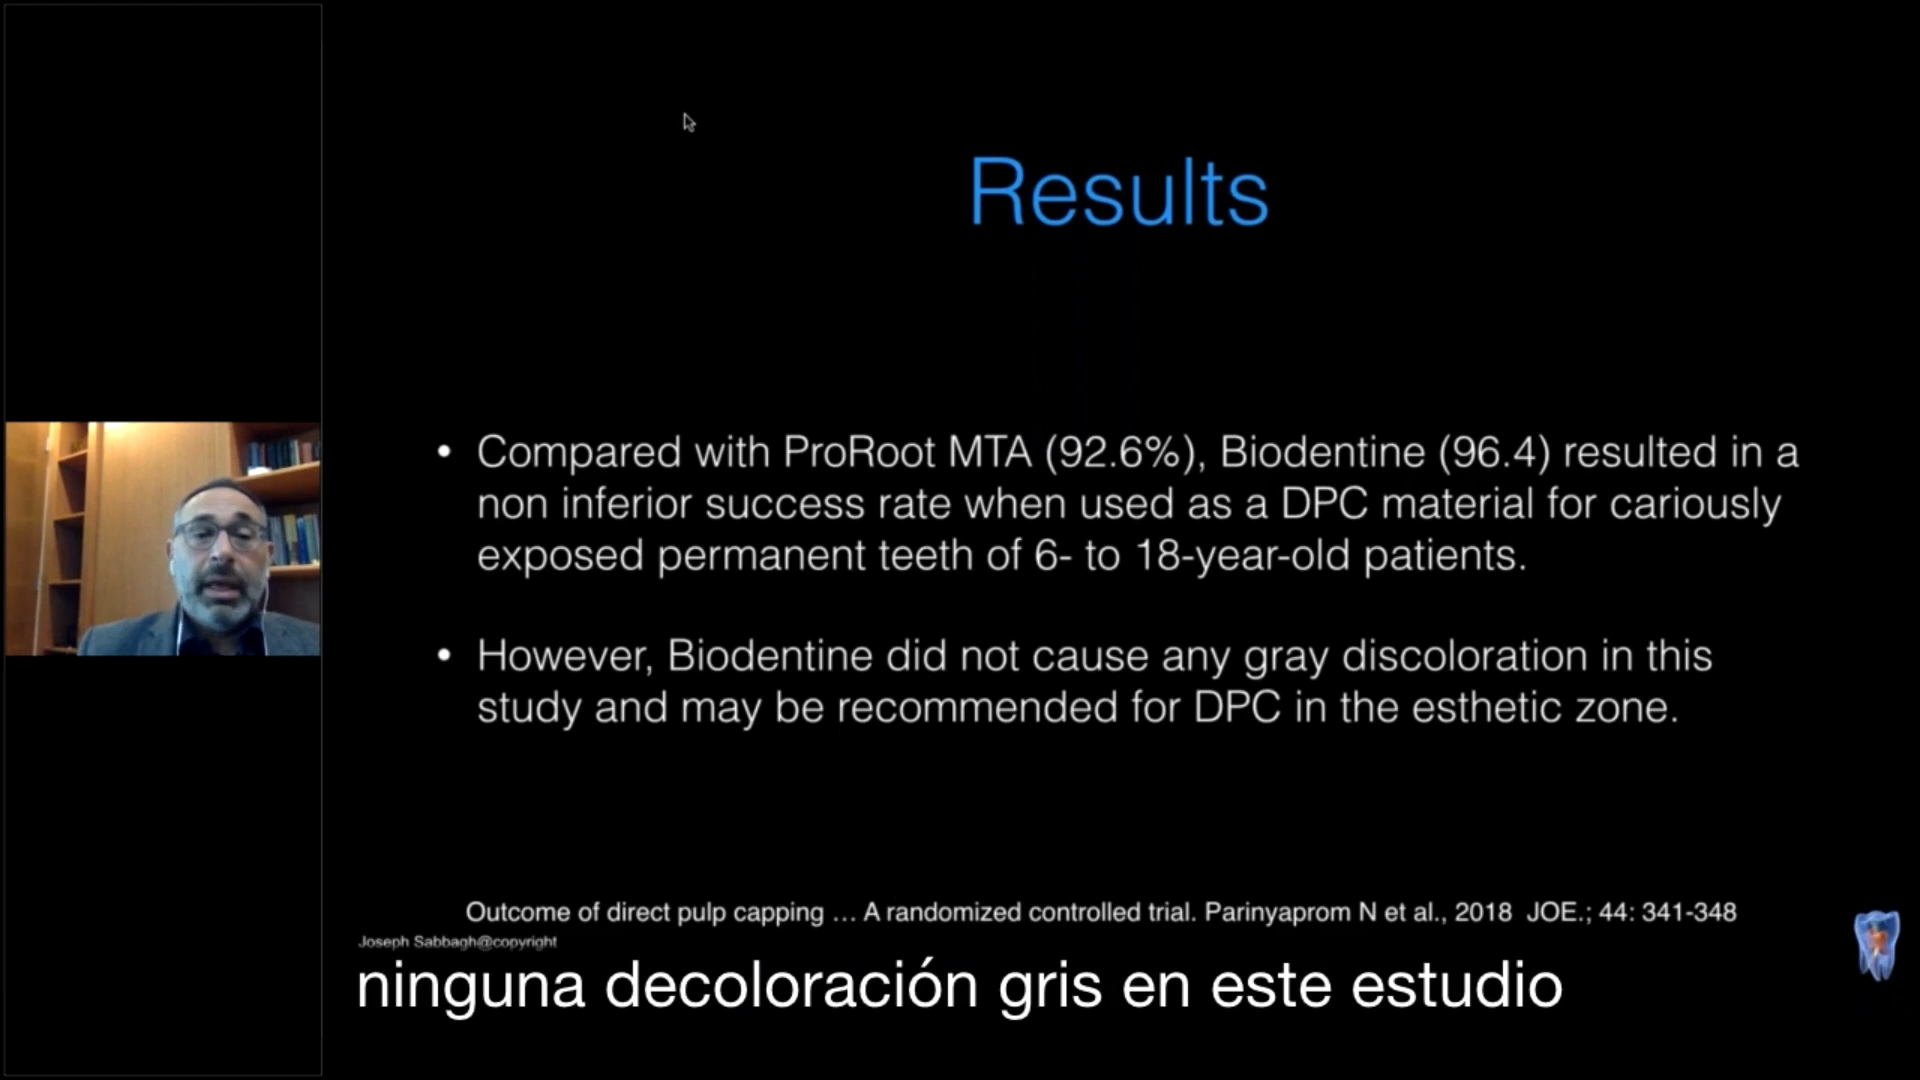 Results
• Compared with ProRoot MTA (92.6%), Biodentine (96.4) resulted in a
non inferior success rate when used as a DPC material for cariously
exposed permanent teeth of 6- to 18-year-old patients.
• However, Biodentine did not cause any gray discoloration in this
study and may be recommended for DPC in the esthetic zone.
Outcome of direct pulp capping … A randomized controlled trial. Parinyaprom N et al., 2018 JOE.; 44: 341-348
Joseph Sabbagh@copyright
ninguna decoloración gris en este estudio